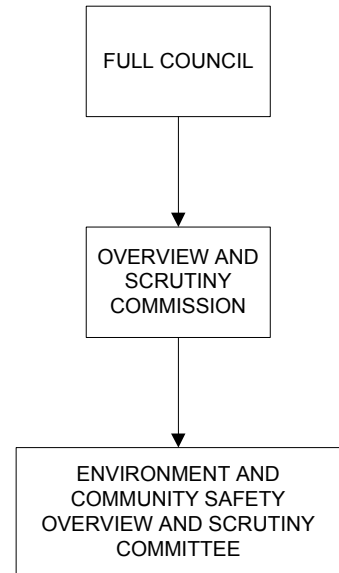 FULL COUNCIL
OVERVIEW AND
SCRUTINY
COMMISSION
ENVIRONMENT AND
COMMUNITY SAFETY
OVERVIEW AND SCRUTINY
COMMITTEE